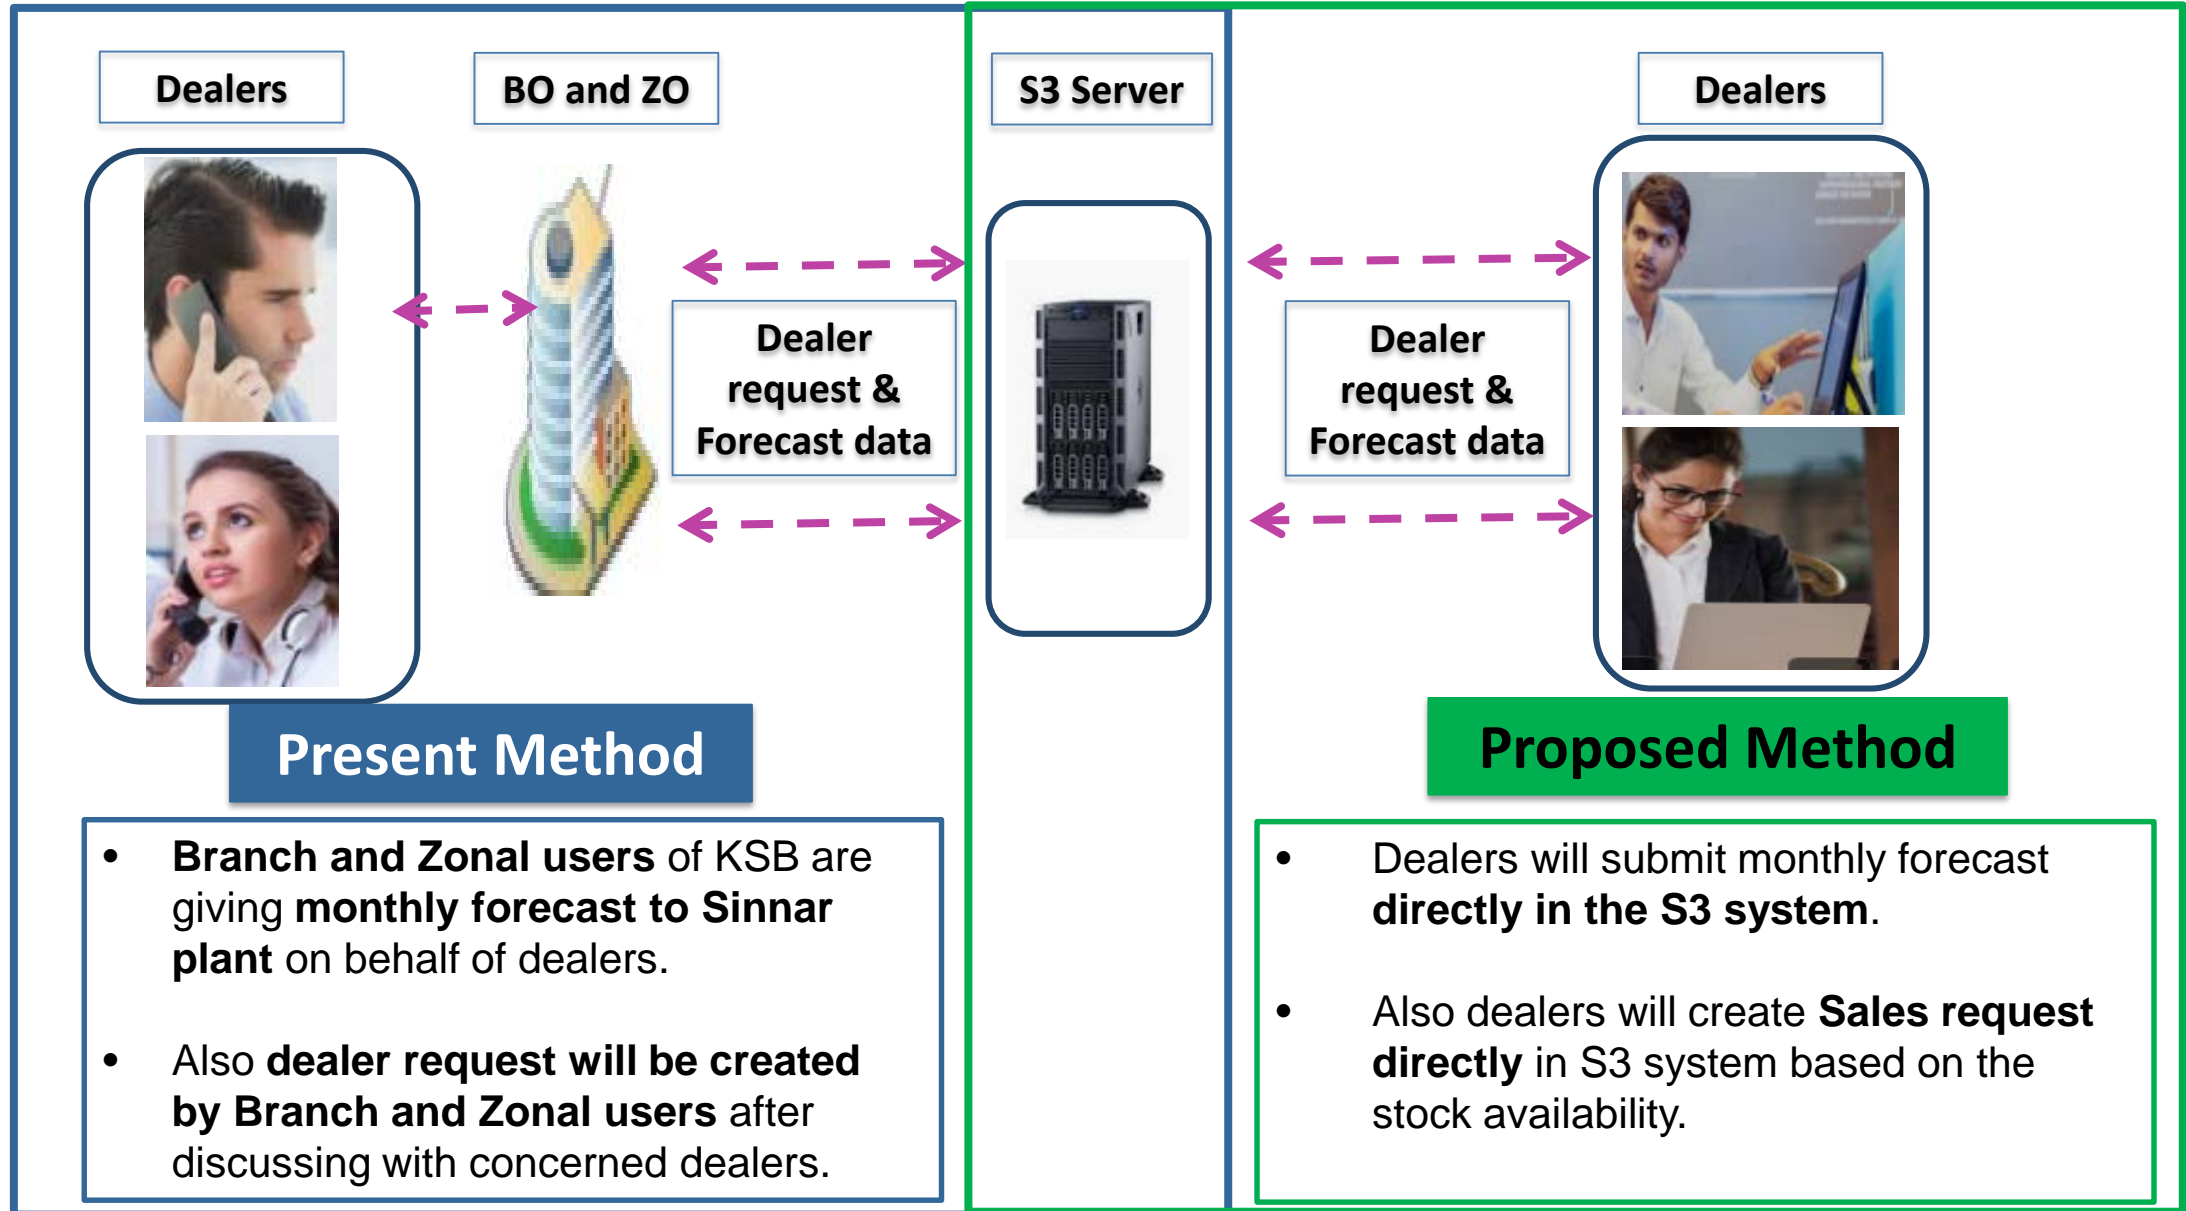 Dealers
BO and ZO
S3 Server
Dealers
Dealer
request &
Forecast data
Dealer
request &
Forecast data
Present Method
Proposed Method
• Branch and Zonal users of KSB are
giving monthly forecast to Sinnar
plant on behalf of dealers.
• Also dealer request will be created
by Branch and Zonal users after
discussing with concerned dealers.
• Dealers will submit monthly forecast
directly in the S3 system.
• Also dealers will create Sales request
directly in S3 system based on the
stock availability.